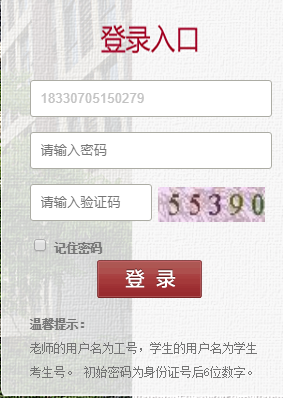 登录入口
18330705150279
请输入密码
请输入验证码 55390
记住密码
登 录
温馨提示：
老师的用户名为工号，学生的用户名为学生
考生号。 初始密码为身份证号后6位数字。